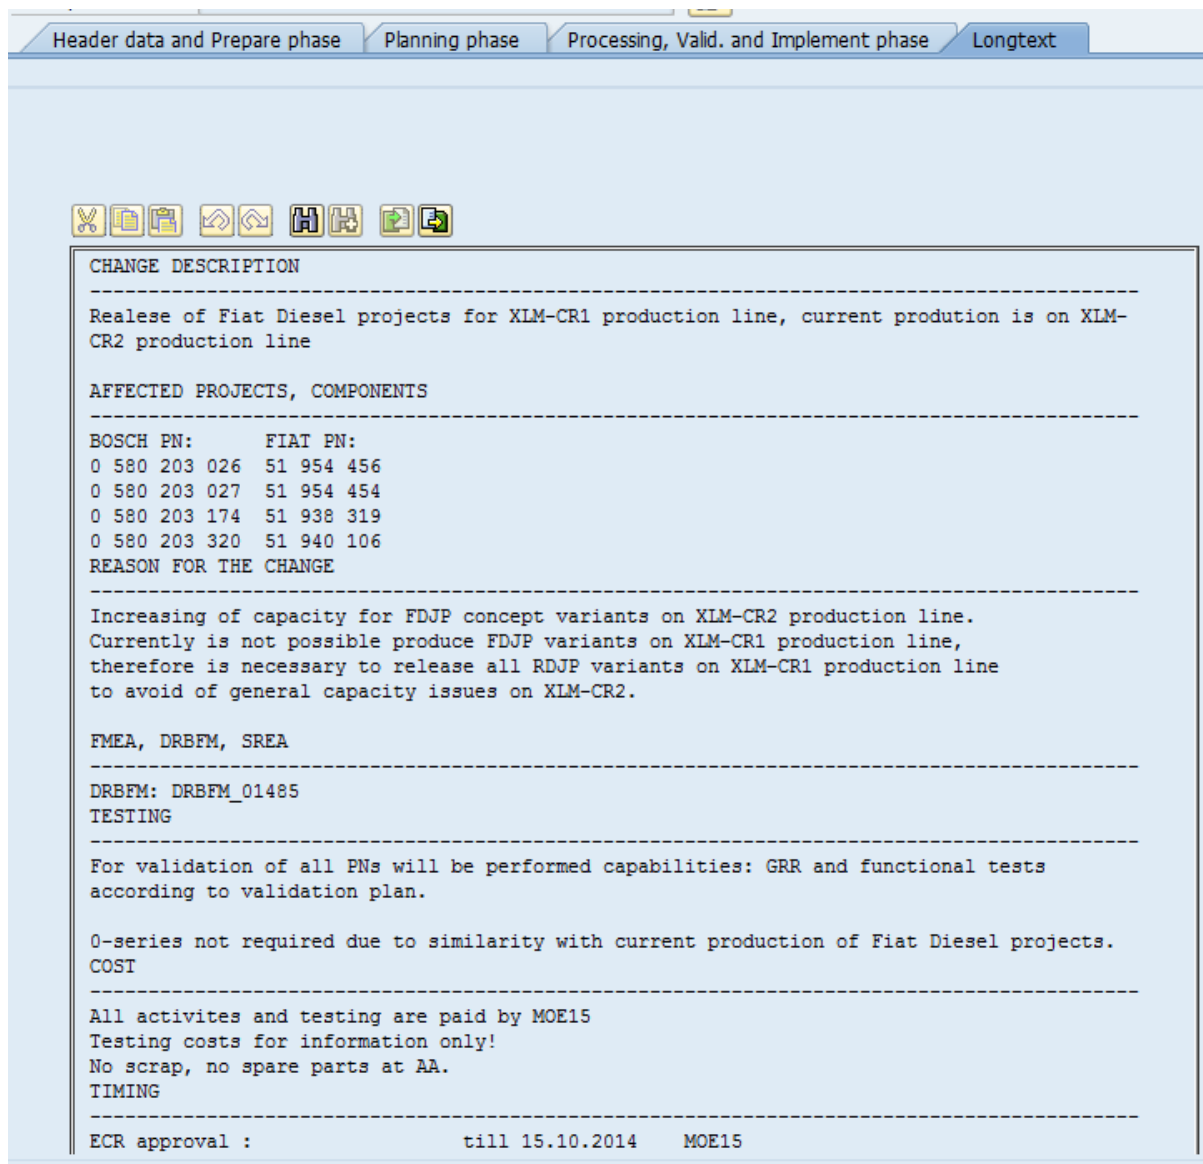 Header data and Prepare phase Planning phase Processing, Valid. and Implement phase Longtext
CHANGE DESCRIPTION
------------------------------------------------------------------------------------------
Realese of Fiat Diesel projects for XLM-CR1 production line, current prodution is on XLM-
CR2 production line
AFFECTED PROJECTS, COMPONENTS
------------------------------------------------------------------------------------------
BOSCH PN: FIAT PN:
0 580 203 026 51 954 456
0 580 203 027 51 954 454
0 580 203 174 51 938 319
0 580 203 320 51 940 106
REASON FOR THE CHANGE
------------------------------------------------------------------------------------------
Increasing of capacity for FDJP concept variants on XLM-CR2 production line.
Currently is not possible produce FDJP variants on XLM-CR1 production line,
therefore is necessary to release all RDJP variants on XLM-CR1 production line
to avoid of general capacity issues on XLM-CR2.
FMEA, DRBFM, SREA
------------------------------------------------------------------------------------------
DRBFM: DRBFM_01485
TESTING
------------------------------------------------------------------------------------------
For validation of all PNs will be performed capabilities: GRR and functional tests
according to validation plan.
0-series not required due to similarity with current production of Fiat Diesel projects.
COST
------------------------------------------------------------------------------------------
All activites and testing are paid by MOE15
Testing costs for information only!
No scrap, no spare parts at AA.
TIMING
------------------------------------------------------------------------------------------
ECR approval : till 15.10.2014 MOE15